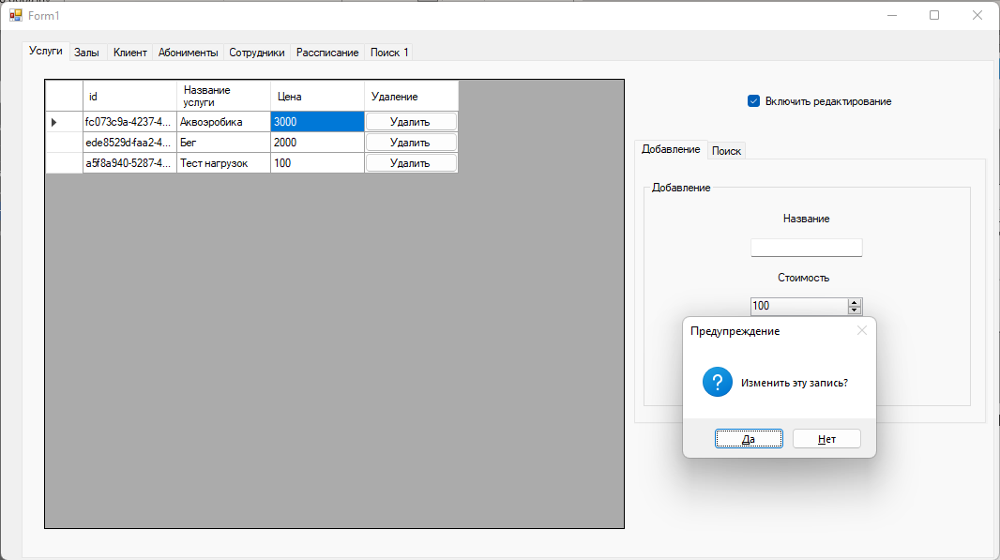 Form1
Услуги Залы Клиент Абонименты Сотрудники Рассписание Поиск 1
id Название услуги Цена Удаление
fc073c9a-4237-4... Аквоэробика 3000 Удалить
ede8529d-faa2-4... Бег 2000 Удалить
a5f8a940-5287-4... Тест нагрузок 100 Удалить
Включить редактирование
Добавление Поиск
Добавление
Название
Стоимость
100
Предупреждение
Изменить эту запись?
Да Нет